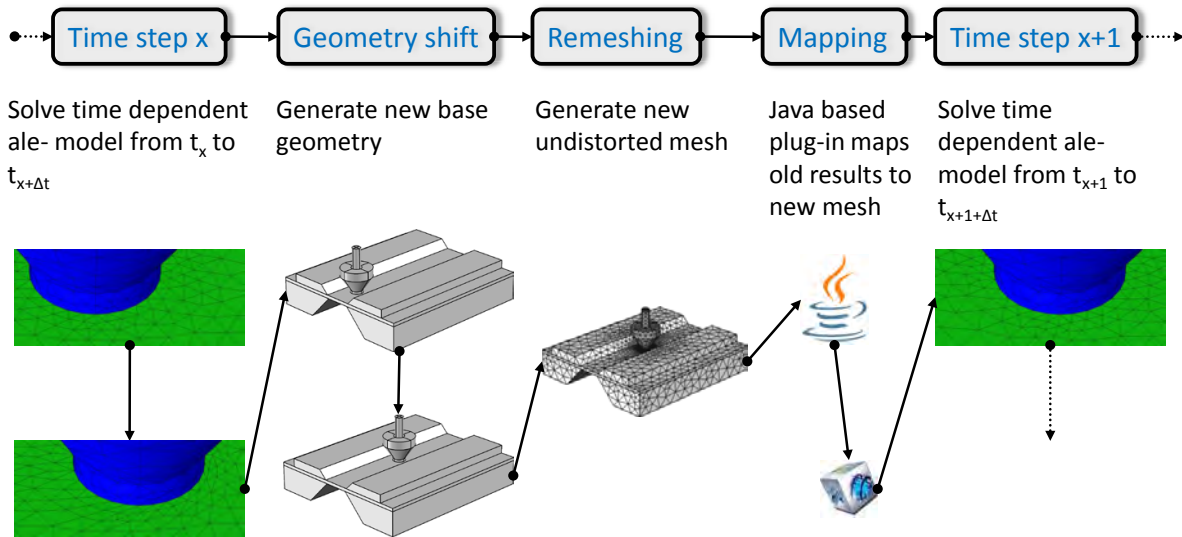 Time step x
Geometry shift
Remeshing
Mapping
Time step x+1
Solve time dependent
ale- model from tₓ to
tₓ₊Δt
Generate new base
geometry
Generate new
undistorted mesh
Java based
plug-in maps
old results to
new mesh
Solve time
dependent ale-
model from tₓ₊₁ to
tₓ₊₁₊Δt